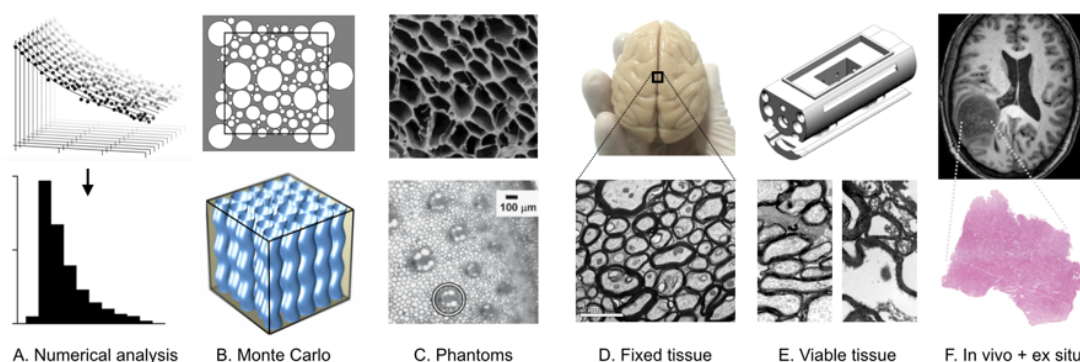 100 μm
A. Numerical analysis
B. Monte Carlo
C. Phantoms
D. Fixed tissue
E. Viable tissue
F. In vivo + ex situ